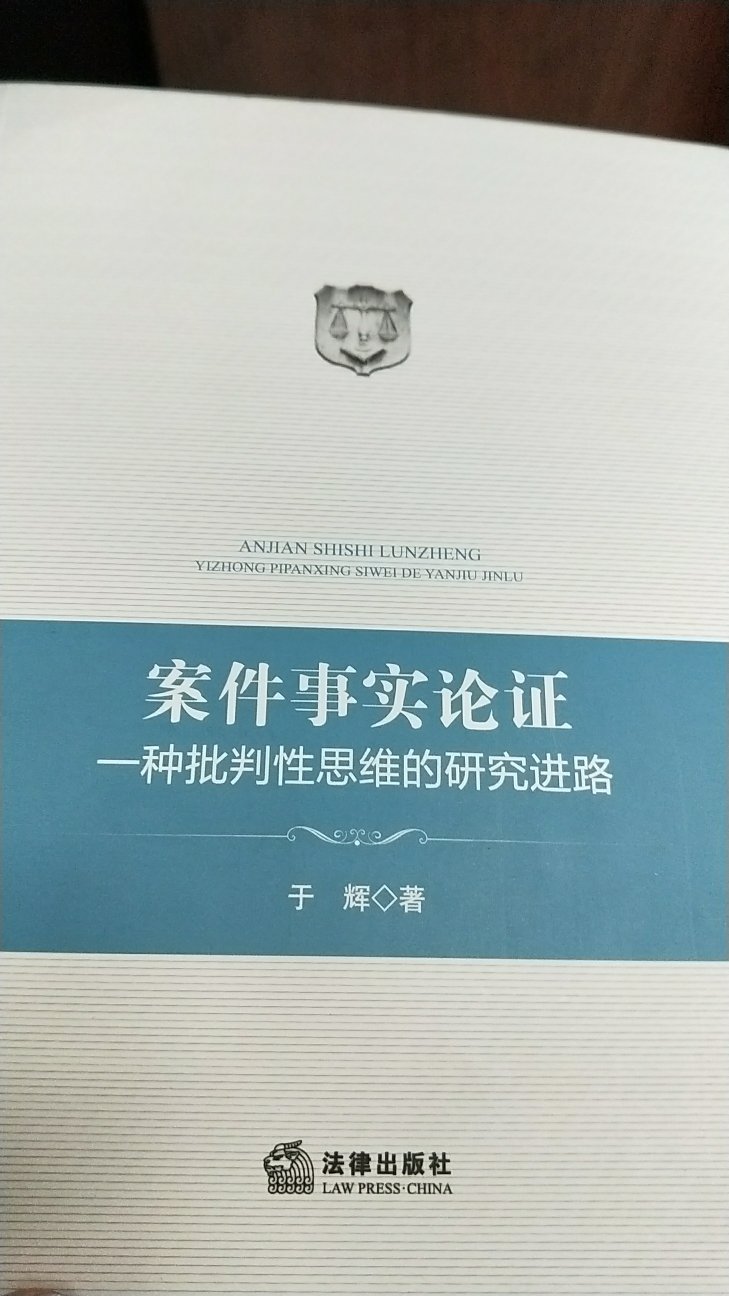 ANJIAN SHISHI LUNZHENG
YIZHONG PIPANXING SIWEI DE YANJIU JINLU
案件事实论证
一种批判性思维的研究进路
于 辉◇著
法律出版社
LAW PRESS·CHINA